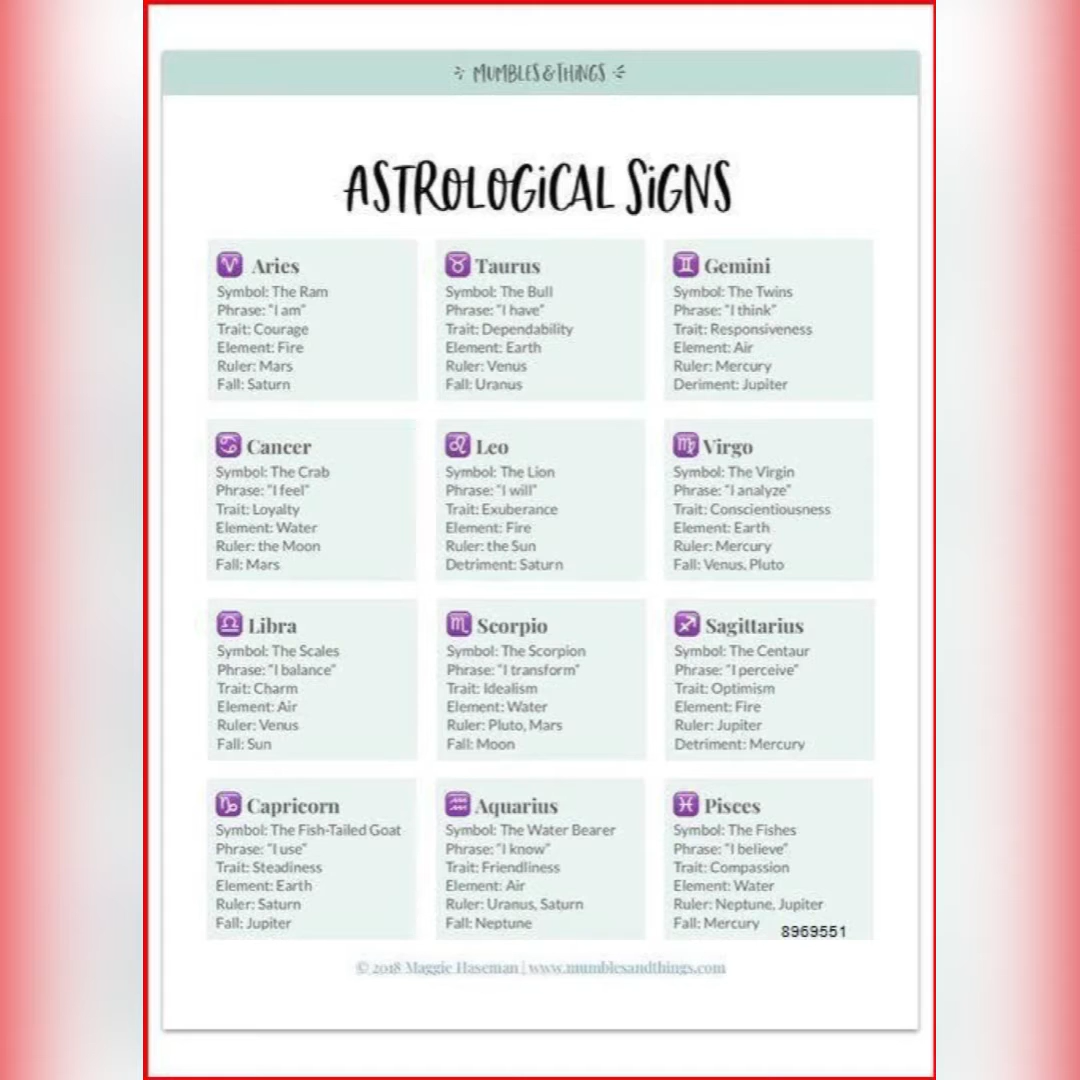 MUMBLES & THINGS
ASTROLOGICAL SIGNS
Aries
Symbol: The Ram
Phrase: "I am"
Trait: Courage
Element: Fire
Ruler: Mars
Fall: Saturn
Taurus
Symbol: The Bull
Phrase: "I have"
Trait: Dependability
Element: Earth
Ruler: Venus
Fall: Uranus
Gemini
Symbol: The Twins
Phrase: "I think"
Trait: Responsiveness
Element: Air
Ruler: Mercury
Deriment: Jupiter
Cancer
Symbol: The Crab
Phrase: "I feel"
Trait: Loyalty
Element: Water
Ruler: the Moon
Fall: Mars
Leo
Symbol: The Lion
Phrase: "I will"
Trait: Exuberance
Element: Fire
Ruler: the Sun
Detriment: Saturn
Virgo
Symbol: The Virgin
Phrase: "I analyze"
Trait: Conscientiousness
Element: Earth
Ruler: Mercury
Fall: Venus, Pluto
Libra
Symbol: The Scales
Phrase: "I balance"
Trait: Charm
Element: Air
Ruler: Venus
Fall: Sun
Scorpio
Symbol: The Scorpion
Phrase: "I transform"
Trait: Idealism
Element: Water
Ruler: Pluto, Mars
Fall: Moon
Sagittarius
Symbol: The Centaur
Phrase: "I perceive"
Trait: Optimism
Element: Fire
Ruler: Jupiter
Detriment: Mercury
Capricorn
Symbol: The Fish-Tailed Goat
Phrase: "I use"
Trait: Steadiness
Element: Earth
Ruler: Saturn
Fall: Jupiter
Aquarius
Symbol: The Water Bearer
Phrase: "I know"
Trait: Friendliness
Element: Air
Ruler: Uranus, Saturn
Fall: Neptune
Pisces
Symbol: The Fishes
Phrase: "I believe"
Trait: Compassion
Element: Water
Ruler: Neptune, Jupiter
Fall: Mercury
8969551
© 2018 Maggie Haseman | www.mumblesandthings.com